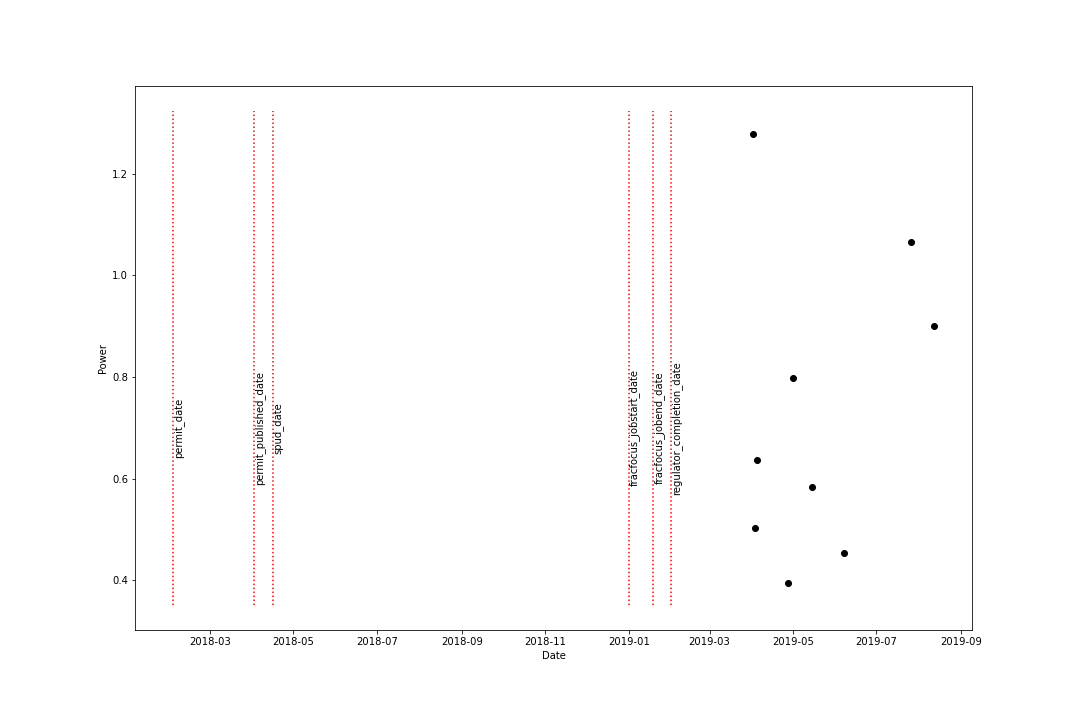 1.2
1.0
0.8
0.6
0.4
Power
permit_date
permit_published_date
spud_date
fracfocus_jobstart_date
fracfocus_jobend_date
regulator_completion_date
2018-03
2018-05
2018-07
2018-09
2018-11
2019-01
2019-03
2019-05
2019-07
2019-09
Date